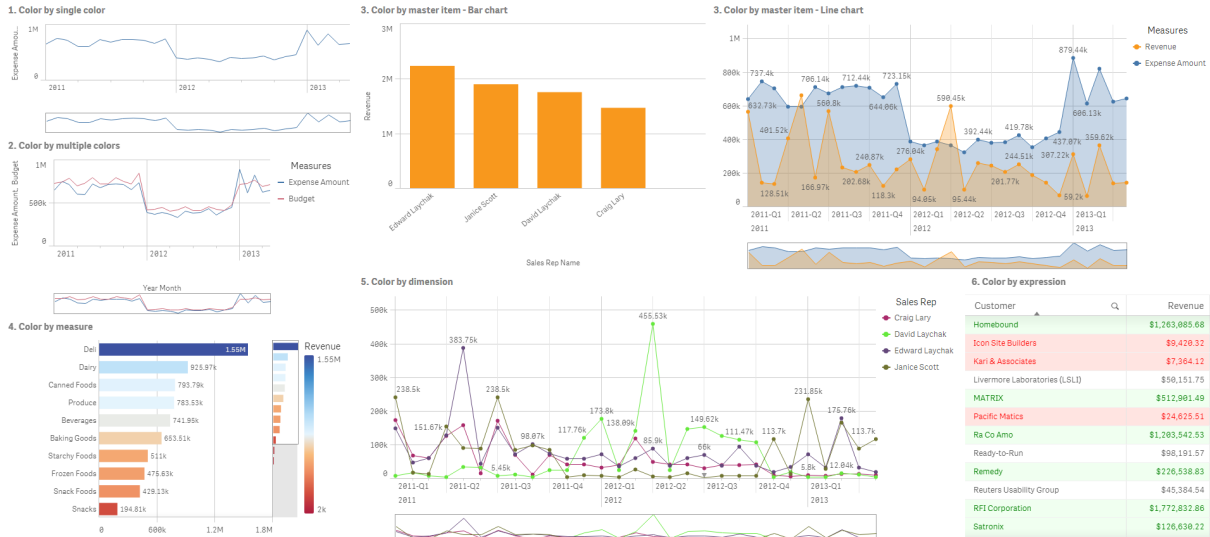 1. Color by single color
Expense Amou...
1M
0
2011
2012
2013
2. Color by multiple colors
Expense Amount, Budget
1M
500k
0
2011
2012
2013
Year Month
Measures
Expense Amount
Budget
3. Color by master item - Bar chart
Revenue
3M
2M
1M
0
Edward Laychak
Janice Scott
David Laychak
Craig Lary
Sales Rep Name
3. Color by master item - Line chart
1M
800k
600k
400k
200k
0
737.4k
632.73k
401.52k
128.51k
706.14k
560.8k
166.97k
712.44k
202.68k
240.87k
644.06k
118.3k
723.15k
276.04k
94.05k
590.45k
95.44k
392.44k
201.77k
419.78k
244.51k
307.22k
437.07k
59.2k
879.44k
606.13k
359.62k
2011-Q1
2011-Q2
2011-Q3
2011-Q4
2012-Q1
2012-Q2
2012-Q3
2012-Q4
2013-Q1
2011
2012
2013
Measures
Revenue
Expense Amount
4. Color by measure
Deli
1.55M
Dairy
925.97k
Canned Foods
793.79k
Produce
783.53k
Beverages
741.95k
Baking Goods
653.51k
Starchy Foods
511k
Frozen Foods
475.63k
Snack Foods
429.13k
Snacks
194.81k
0
600k
1.2M
1.8M
Revenue
1.55M
2k
5. Color by dimension
500k
400k
300k
200k
100k
0
238.5k
151.67k
383.75k
5.45k
238.5k
98.07k
117.76k
173.8k
138.09k
455.53k
85.9k
149.62k
66k
111.47k
113.7k
231.85k
5.8k
12.04k
175.76k
113.7k
2011-Q1
2011-Q2
2011-Q3
2011-Q4
2012-Q1
2012-Q2
2012-Q3
2012-Q4
2013-Q1
2011
2012
2013
Sales Rep
Craig Lary
David Laychak
Edward Laychak
Janice Scott
6. Color by expression
Customer Revenue
Homebound $1,263,085.68
Icon Site Builders $9,420.32
Kari & Associates $7,364.12
Livermore Laboratories (LSLI) $50,151.75
MATRIX $512,901.49
Pacific Matics $24,625.51
Ra Co Amo $1,203,542.53
Ready-to-Run $98,191.57
Remedy $226,538.83
Reuters Usability Group $45,384.54
RFI Corporation $1,772,832.86
Satronix $126,630.22